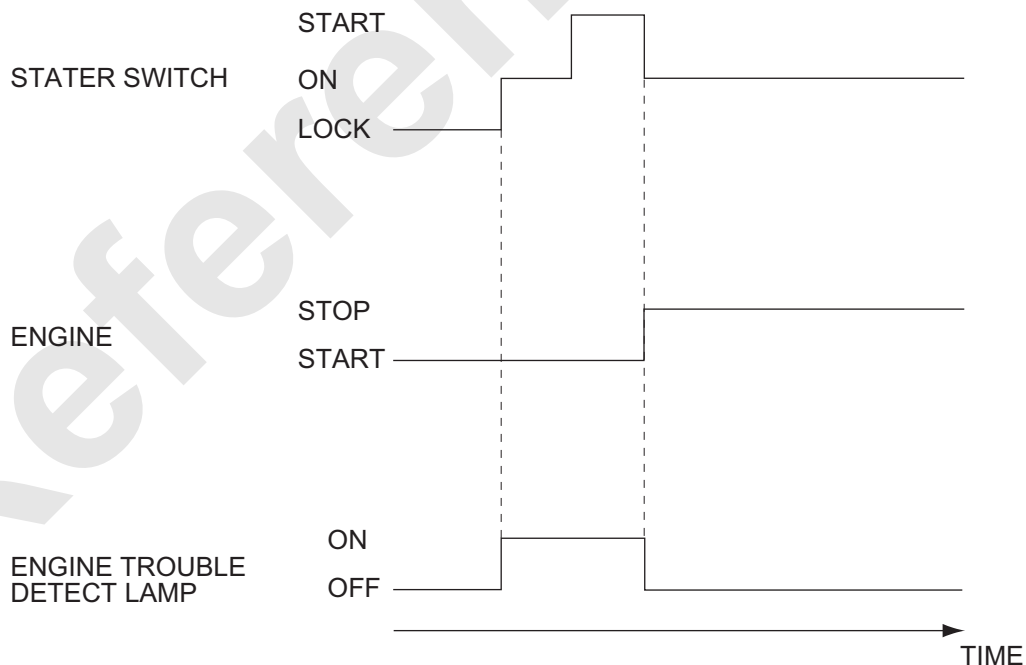 START
STATER SWITCH
ON
LOCK
STOP
ENGINE
START
ON
ENGINE TROUBLE
DETECT LAMP
OFF
TIME